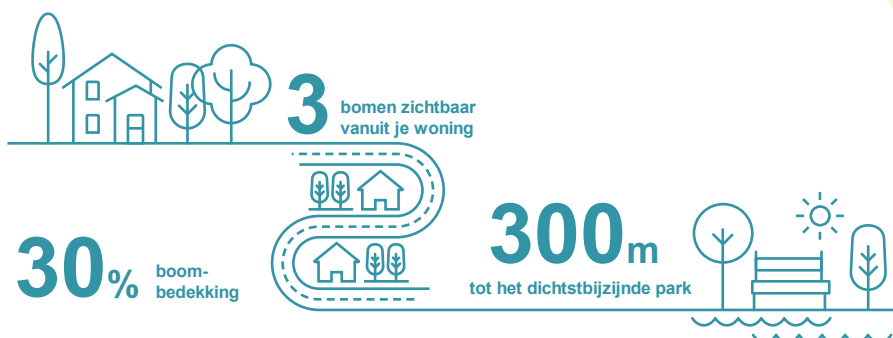 3
bomen zichtbaar
vanuit je woning
30%
boom-
bedekking
300m
tot het dichtstbijzijnde park